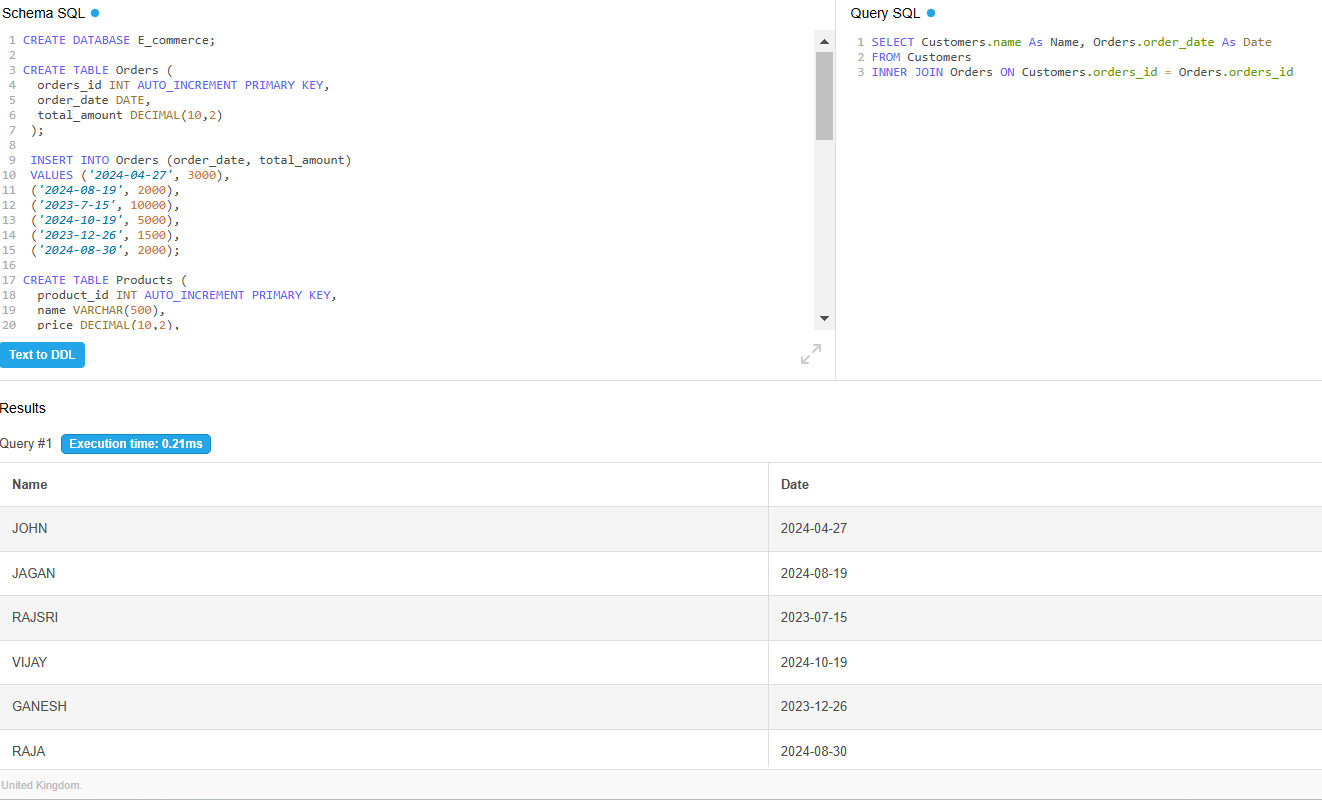 Schema SQL
1 CREATE DATABASE E_commerce;
2
3 CREATE TABLE Orders (
4 orders_id INT AUTO_INCREMENT PRIMARY KEY,
5 order_date DATE,
6 total_amount DECIMAL(10,2)
7 );
8
9 INSERT INTO Orders (order_date, total_amount)
10 VALUES ('2024-04-27', 3000),
11 ('2024-08-19', 2000),
12 ('2023-7-15', 10000),
13 ('2024-10-19', 5000),
14 ('2023-12-26', 1500),
15 ('2024-08-30', 2000);
16
17 CREATE TABLE Products (
18 product_id INT AUTO_INCREMENT PRIMARY KEY,
19 name VARCHAR(500),
20 price DECIMAL(10,2),
Text to DDL
Query SQL
1 SELECT Customers.name As Name, Orders.order_date As Date
2 FROM Customers
3 INNER JOIN Orders ON Customers.orders_id = Orders.orders_id
Results
Query #1 Execution time: 0.21ms
Name Date
JOHN 2024-04-27
JAGAN 2024-08-19
RAJSRI 2023-07-15
VIJAY 2024-10-19
GANESH 2023-12-26
RAJA 2024-08-30
United Kingdom.